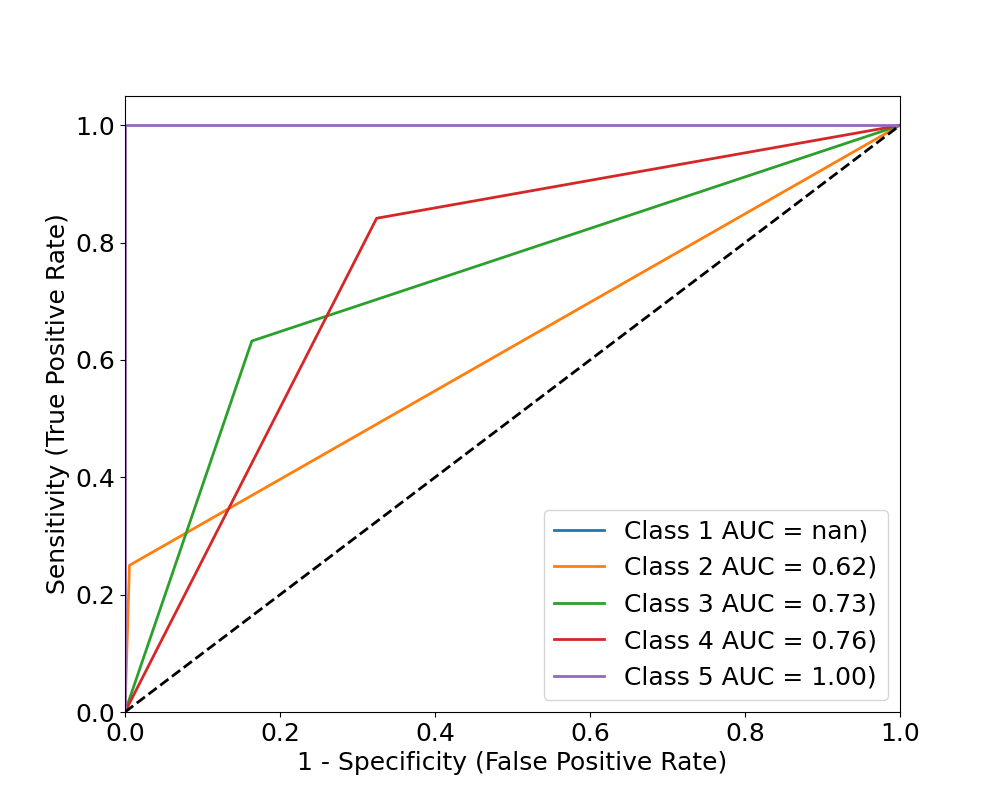 Sensitivity (True Positive Rate)
1.0
0.8
0.6
0.4
0.2
0.0
Class 1 AUC = nan)
Class 2 AUC = 0.62)
Class 3 AUC = 0.73)
Class 4 AUC = 0.76)
Class 5 AUC = 1.00)
0.0 0.2 0.4 0.6 0.8 1.0
1 - Specificity (False Positive Rate)